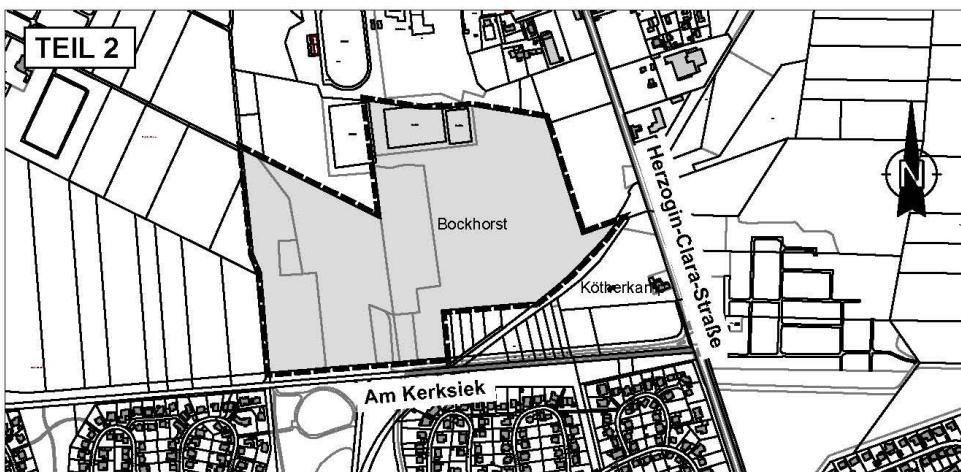 TEIL 2
Herzogin-Clara-Straße
N
Bockhorst
Kötherkamp
Am Kerksiek